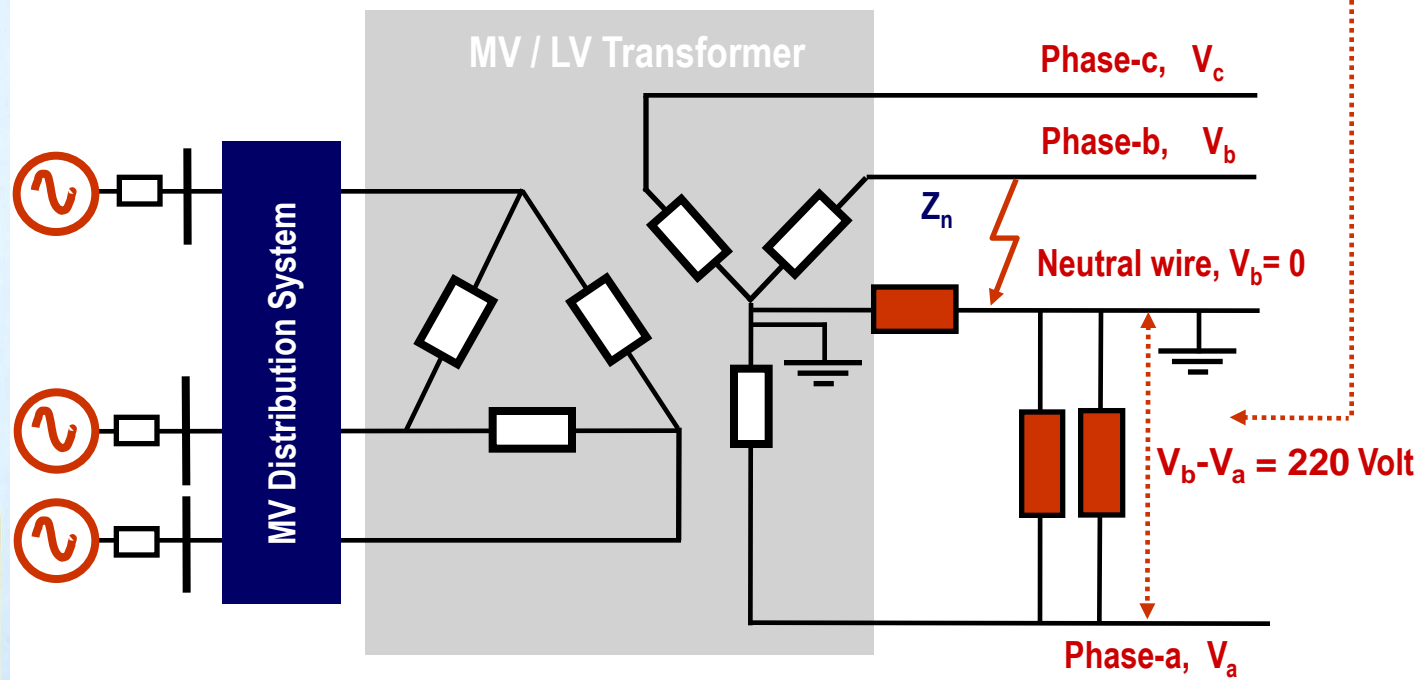 MV / LV Transformer
Phase-c, Vc
Phase-b, Vb
Zn
Neutral wire, Vb= 0
MV Distribution System
Vb-Va = 220 Volt
Phase-a, Va